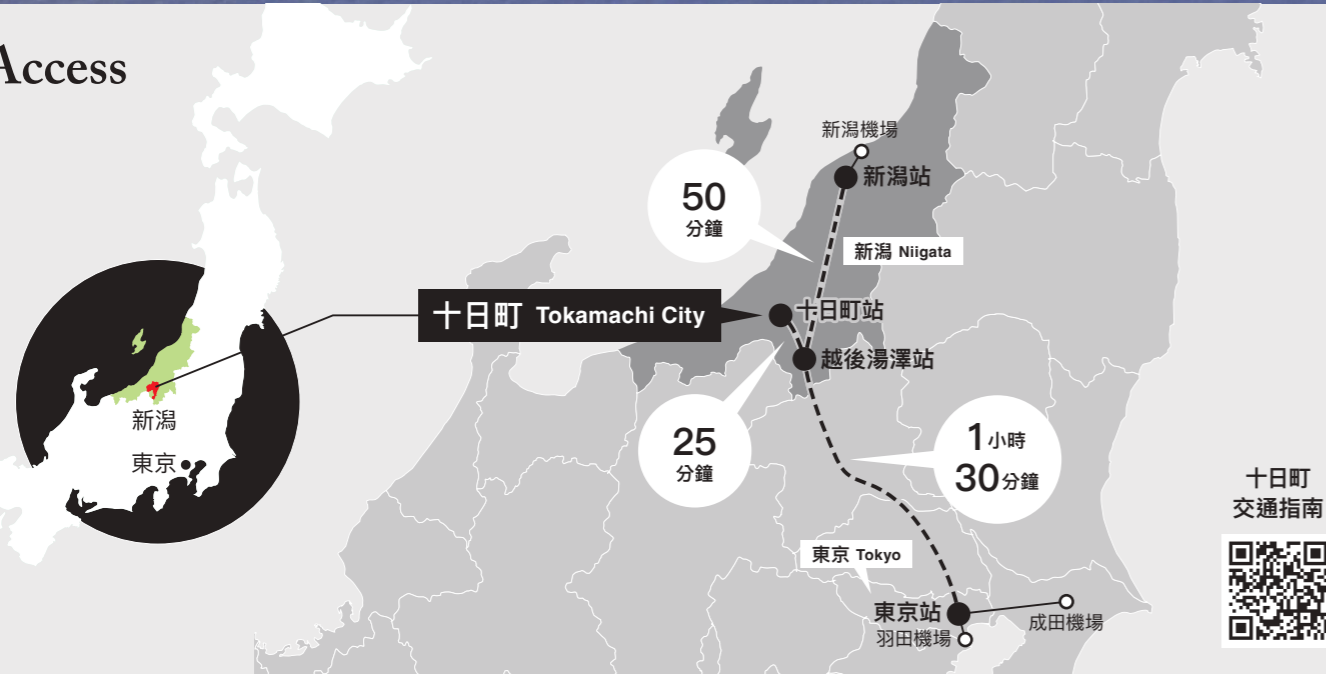 Access
新潟機場
新潟站
50
分鐘
新潟 Niigata
十日町 Tokamachi City
十日町站
越後湯澤站
新潟
東京
25
分鐘
1小時
30分鐘
十日町
交通指南
東京 Tokyo
東京站
成田機場
羽田機場